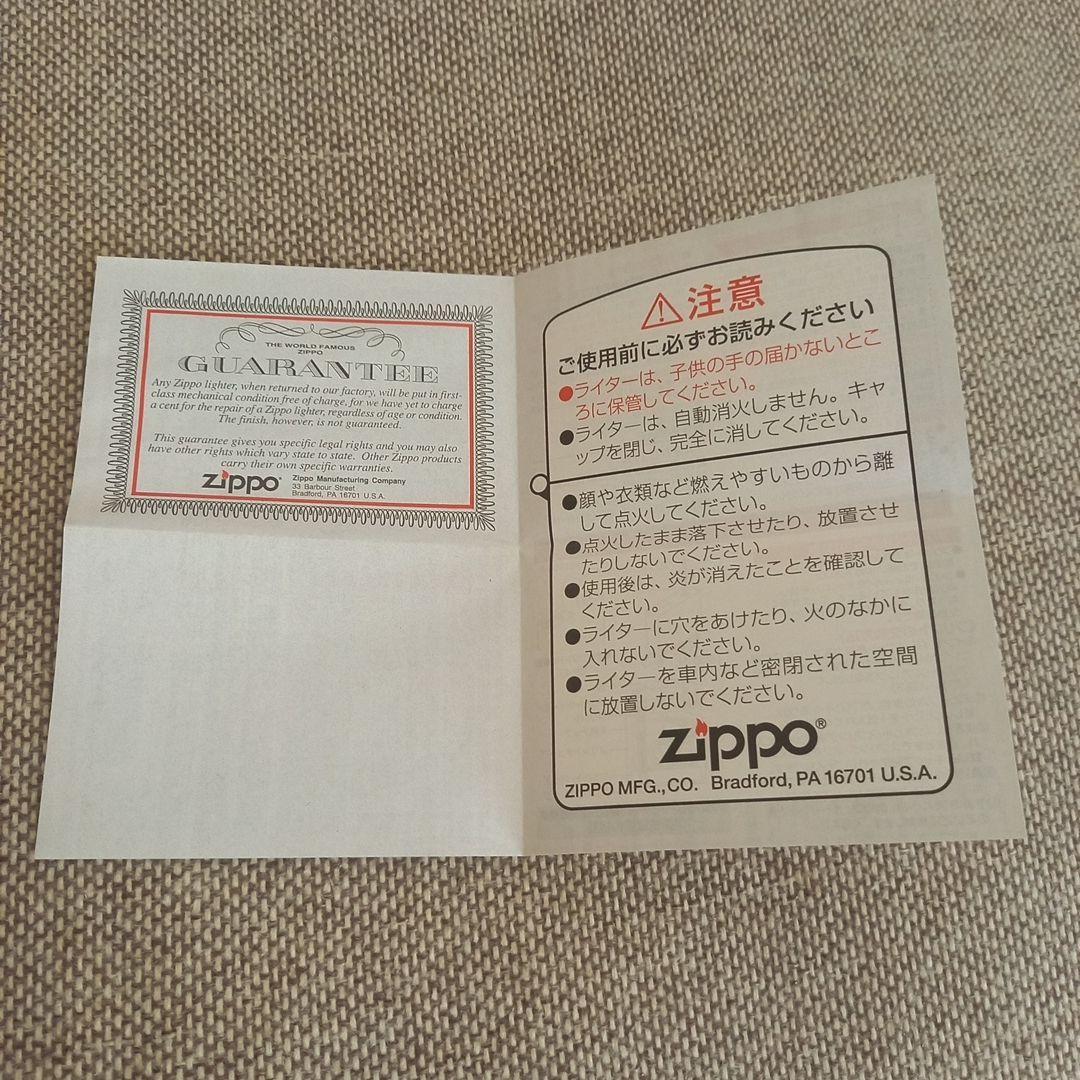 THE WORLD FAMOUS
ZIPPO
GUARANTEE
Any Zippo lighter, when returned to our factory, will be put in first-
class mechanical condition free of charge, for we have yet to charge
a cent for the repair of a Zippo lighter, regardless of age or condition.
The finish, however, is not guaranteed.
This guarantee gives you specific legal rights and you may also
have other rights which vary state to state. Other Zippo products
carry their own specific warranties.
zippo®
Zippo Manufacturing Company
33 Barbour Street
Bradford, PA 16701 U.S.A.
⚠注意
ご使用前に必ずお読みください
●ライターは、子供の手の届かないとこ
ろに保管してください。
●ライターは、自動消火しません。キャ
ップを閉じ、完全に消してください。
●顔や衣類など燃えやすいものから離
して点火してください。
●点火したまま落下させたり、放置させ
たりしないでください。
●使用後は、炎が消えたことを確認して
ください。
●ライターに穴をあけたり、火のなかに
入れないでください。
●ライターを車内など密閉された空間
に放置しないでください。
zippo®
ZIPPO MFG.,CO. Bradford, PA 16701 U.S.A.